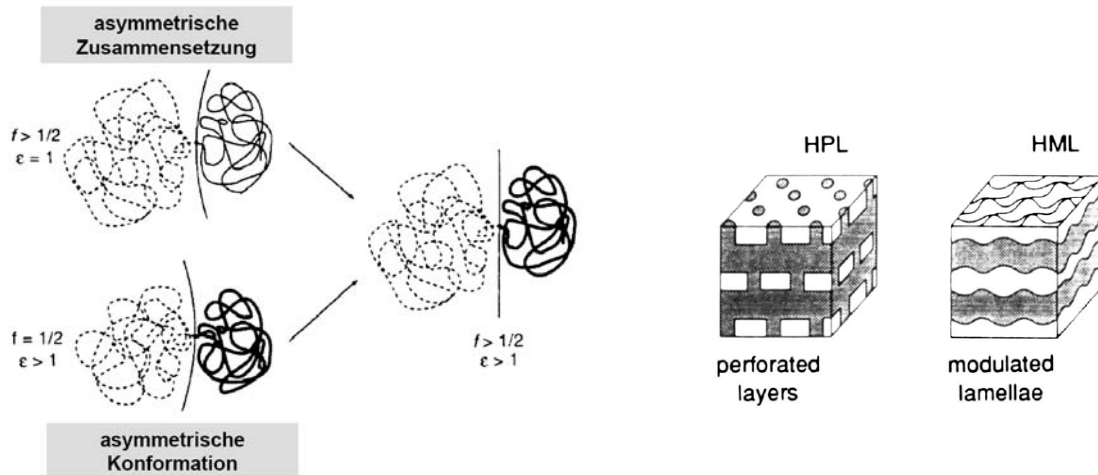 asymmetrische
Zusammensetzung
f > 1/2
ε = 1
f = 1/2
ε > 1
asymmetrische
Konformation
f > 1/2
ε > 1
HPL
perforated
layers
HML
modulated
lamellae